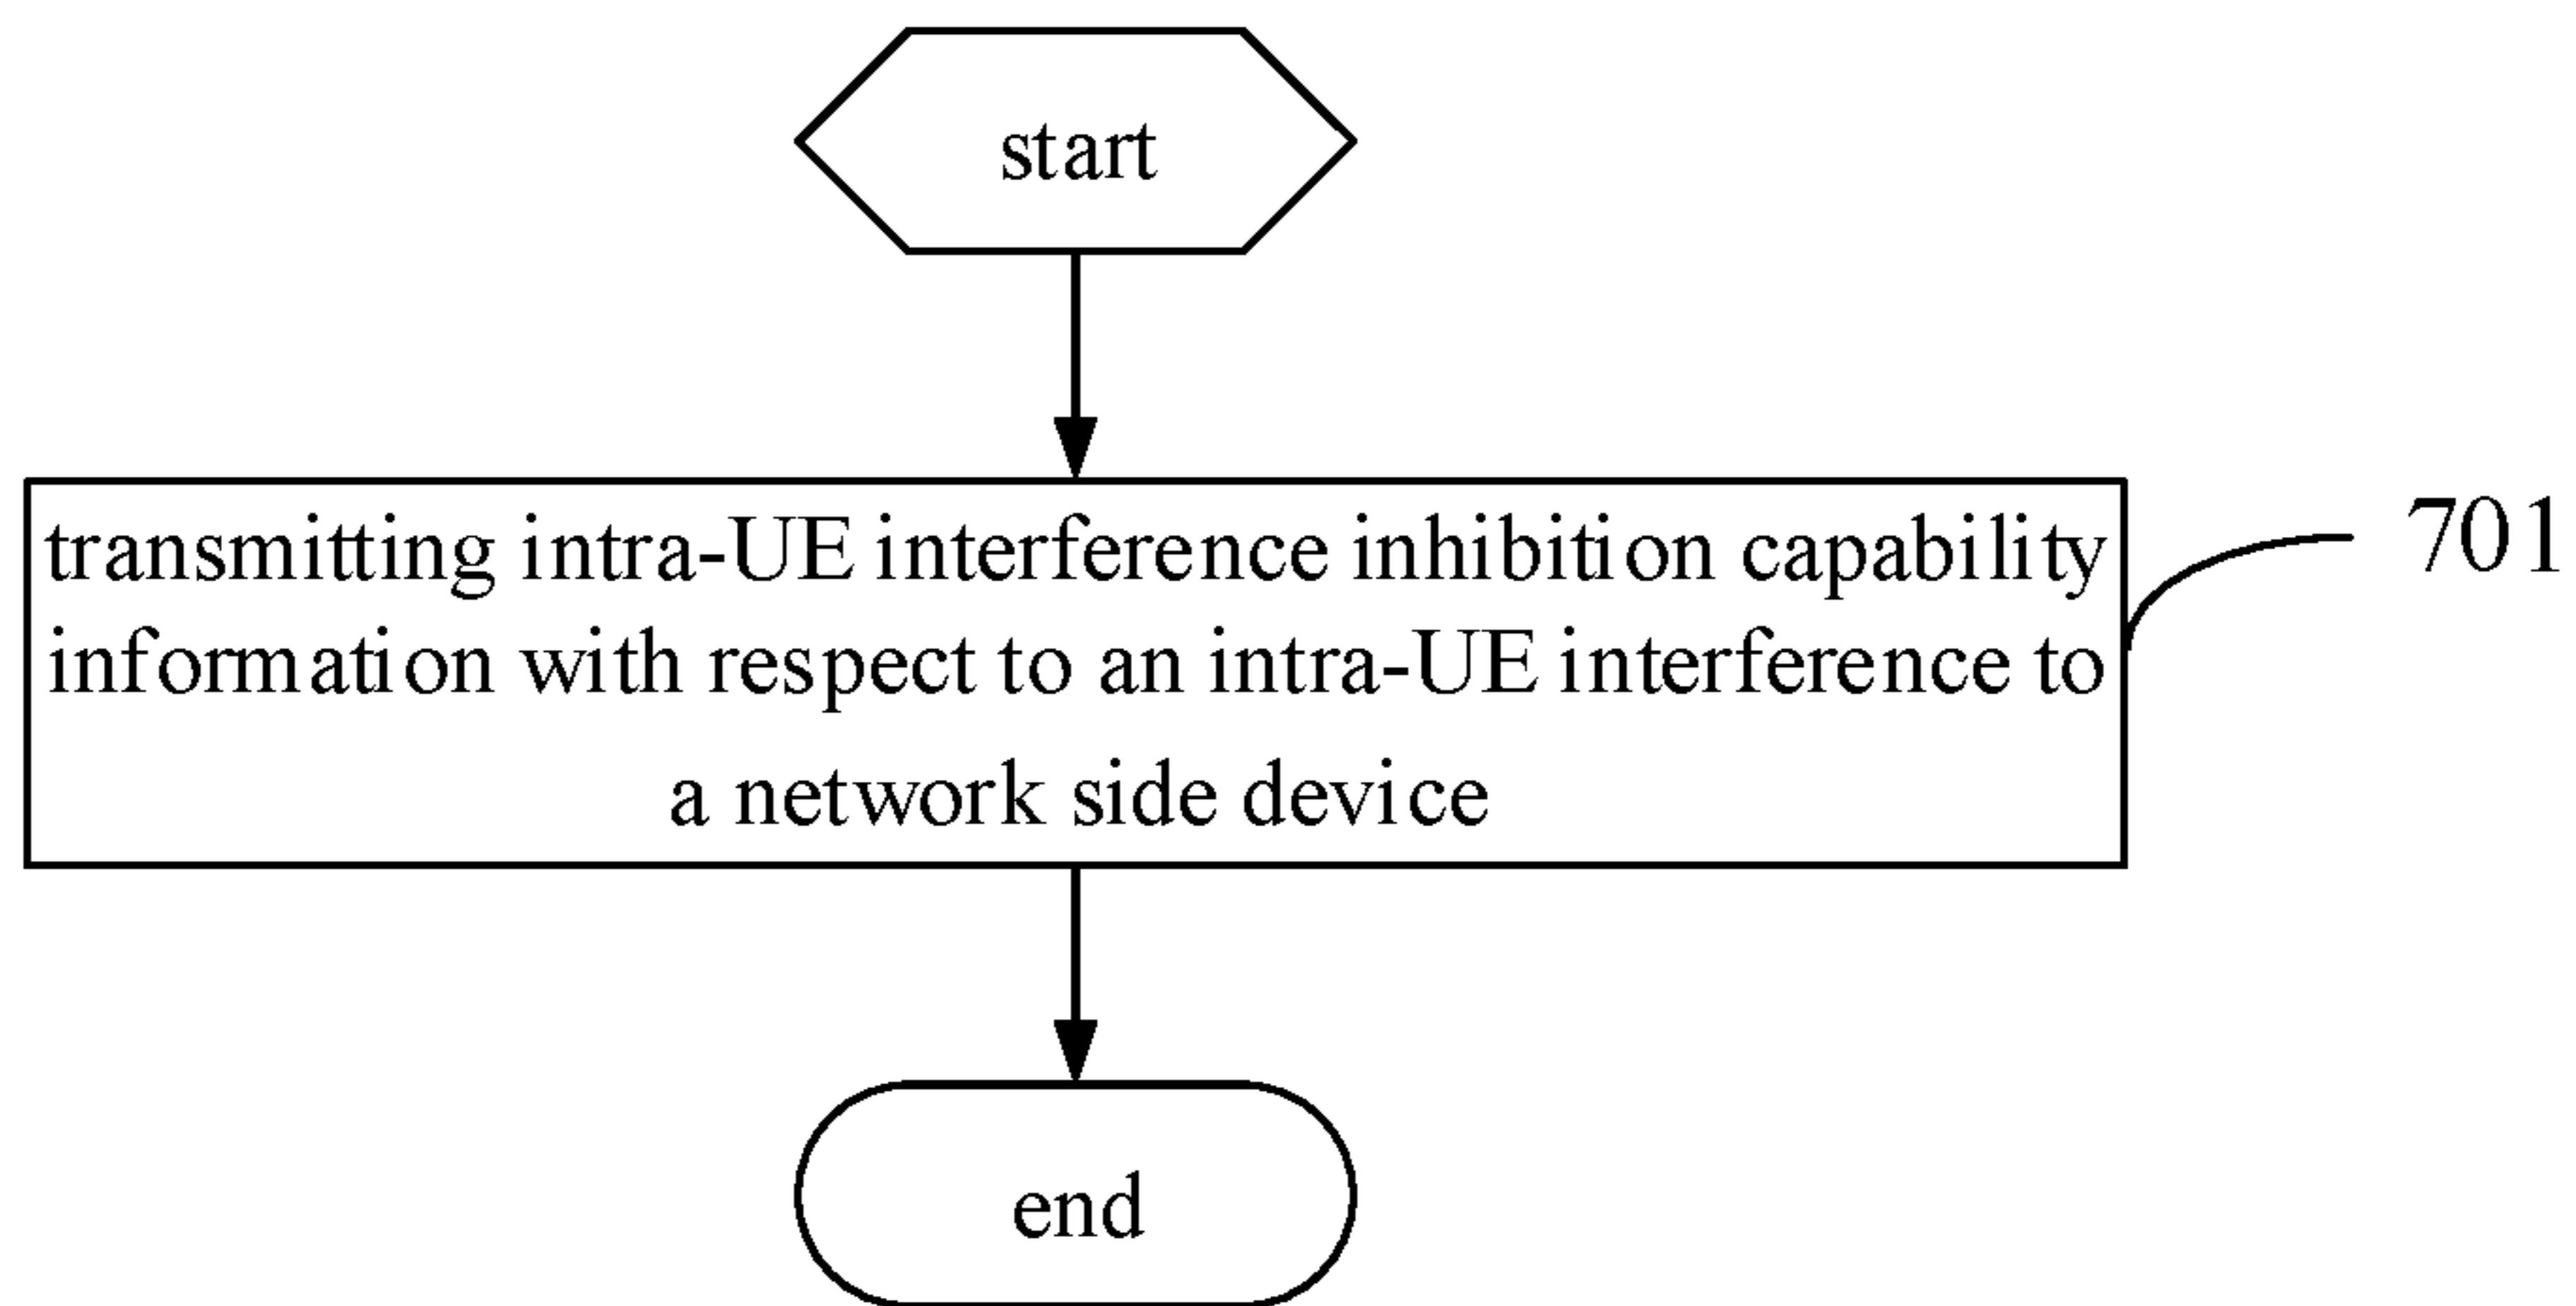 start
transmitting intra-UE interference inhibition capability
information with respect to an intra-UE interference to
a network side device
701
end